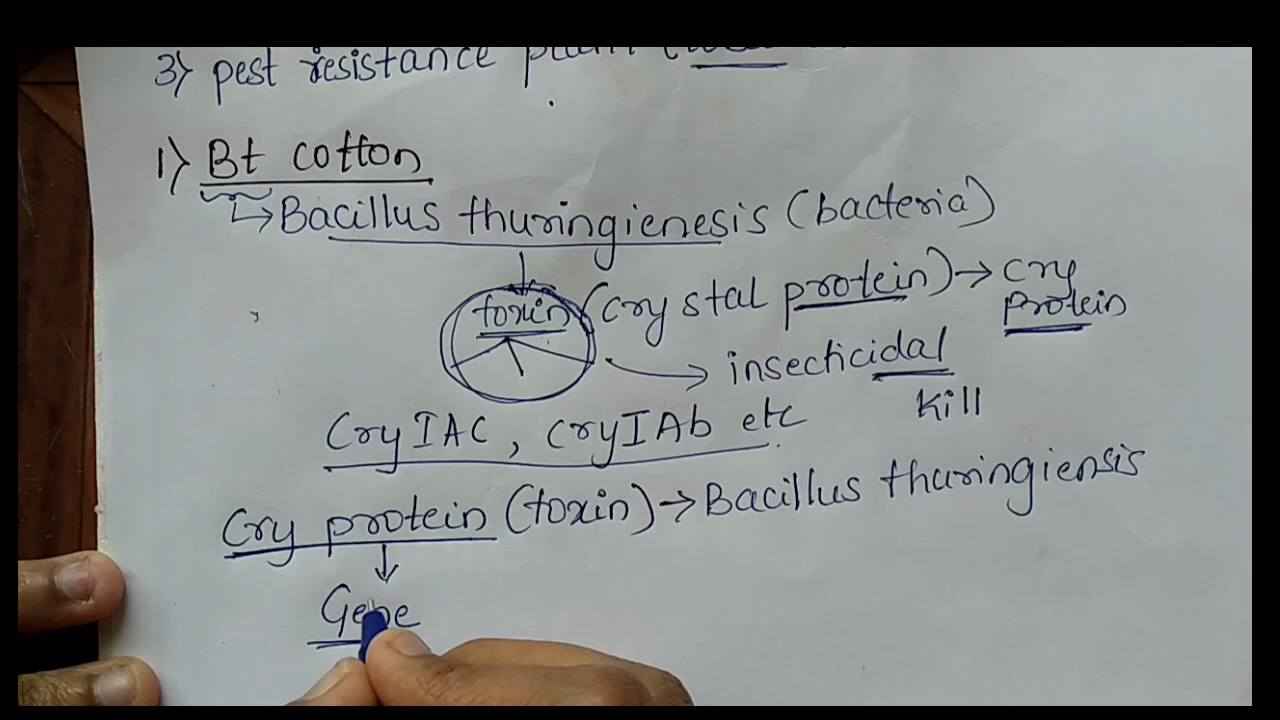 3) pest resistance
1) Bt cotton
↳ Bacillus thuringienesis (bacteria)
↓
toxin (crystal protein) → cry
protein
→ insecticidal
kill
CryIAC, cryIAb etc
Cry protein (toxin) → Bacillus thuringiensis
↓
Gene